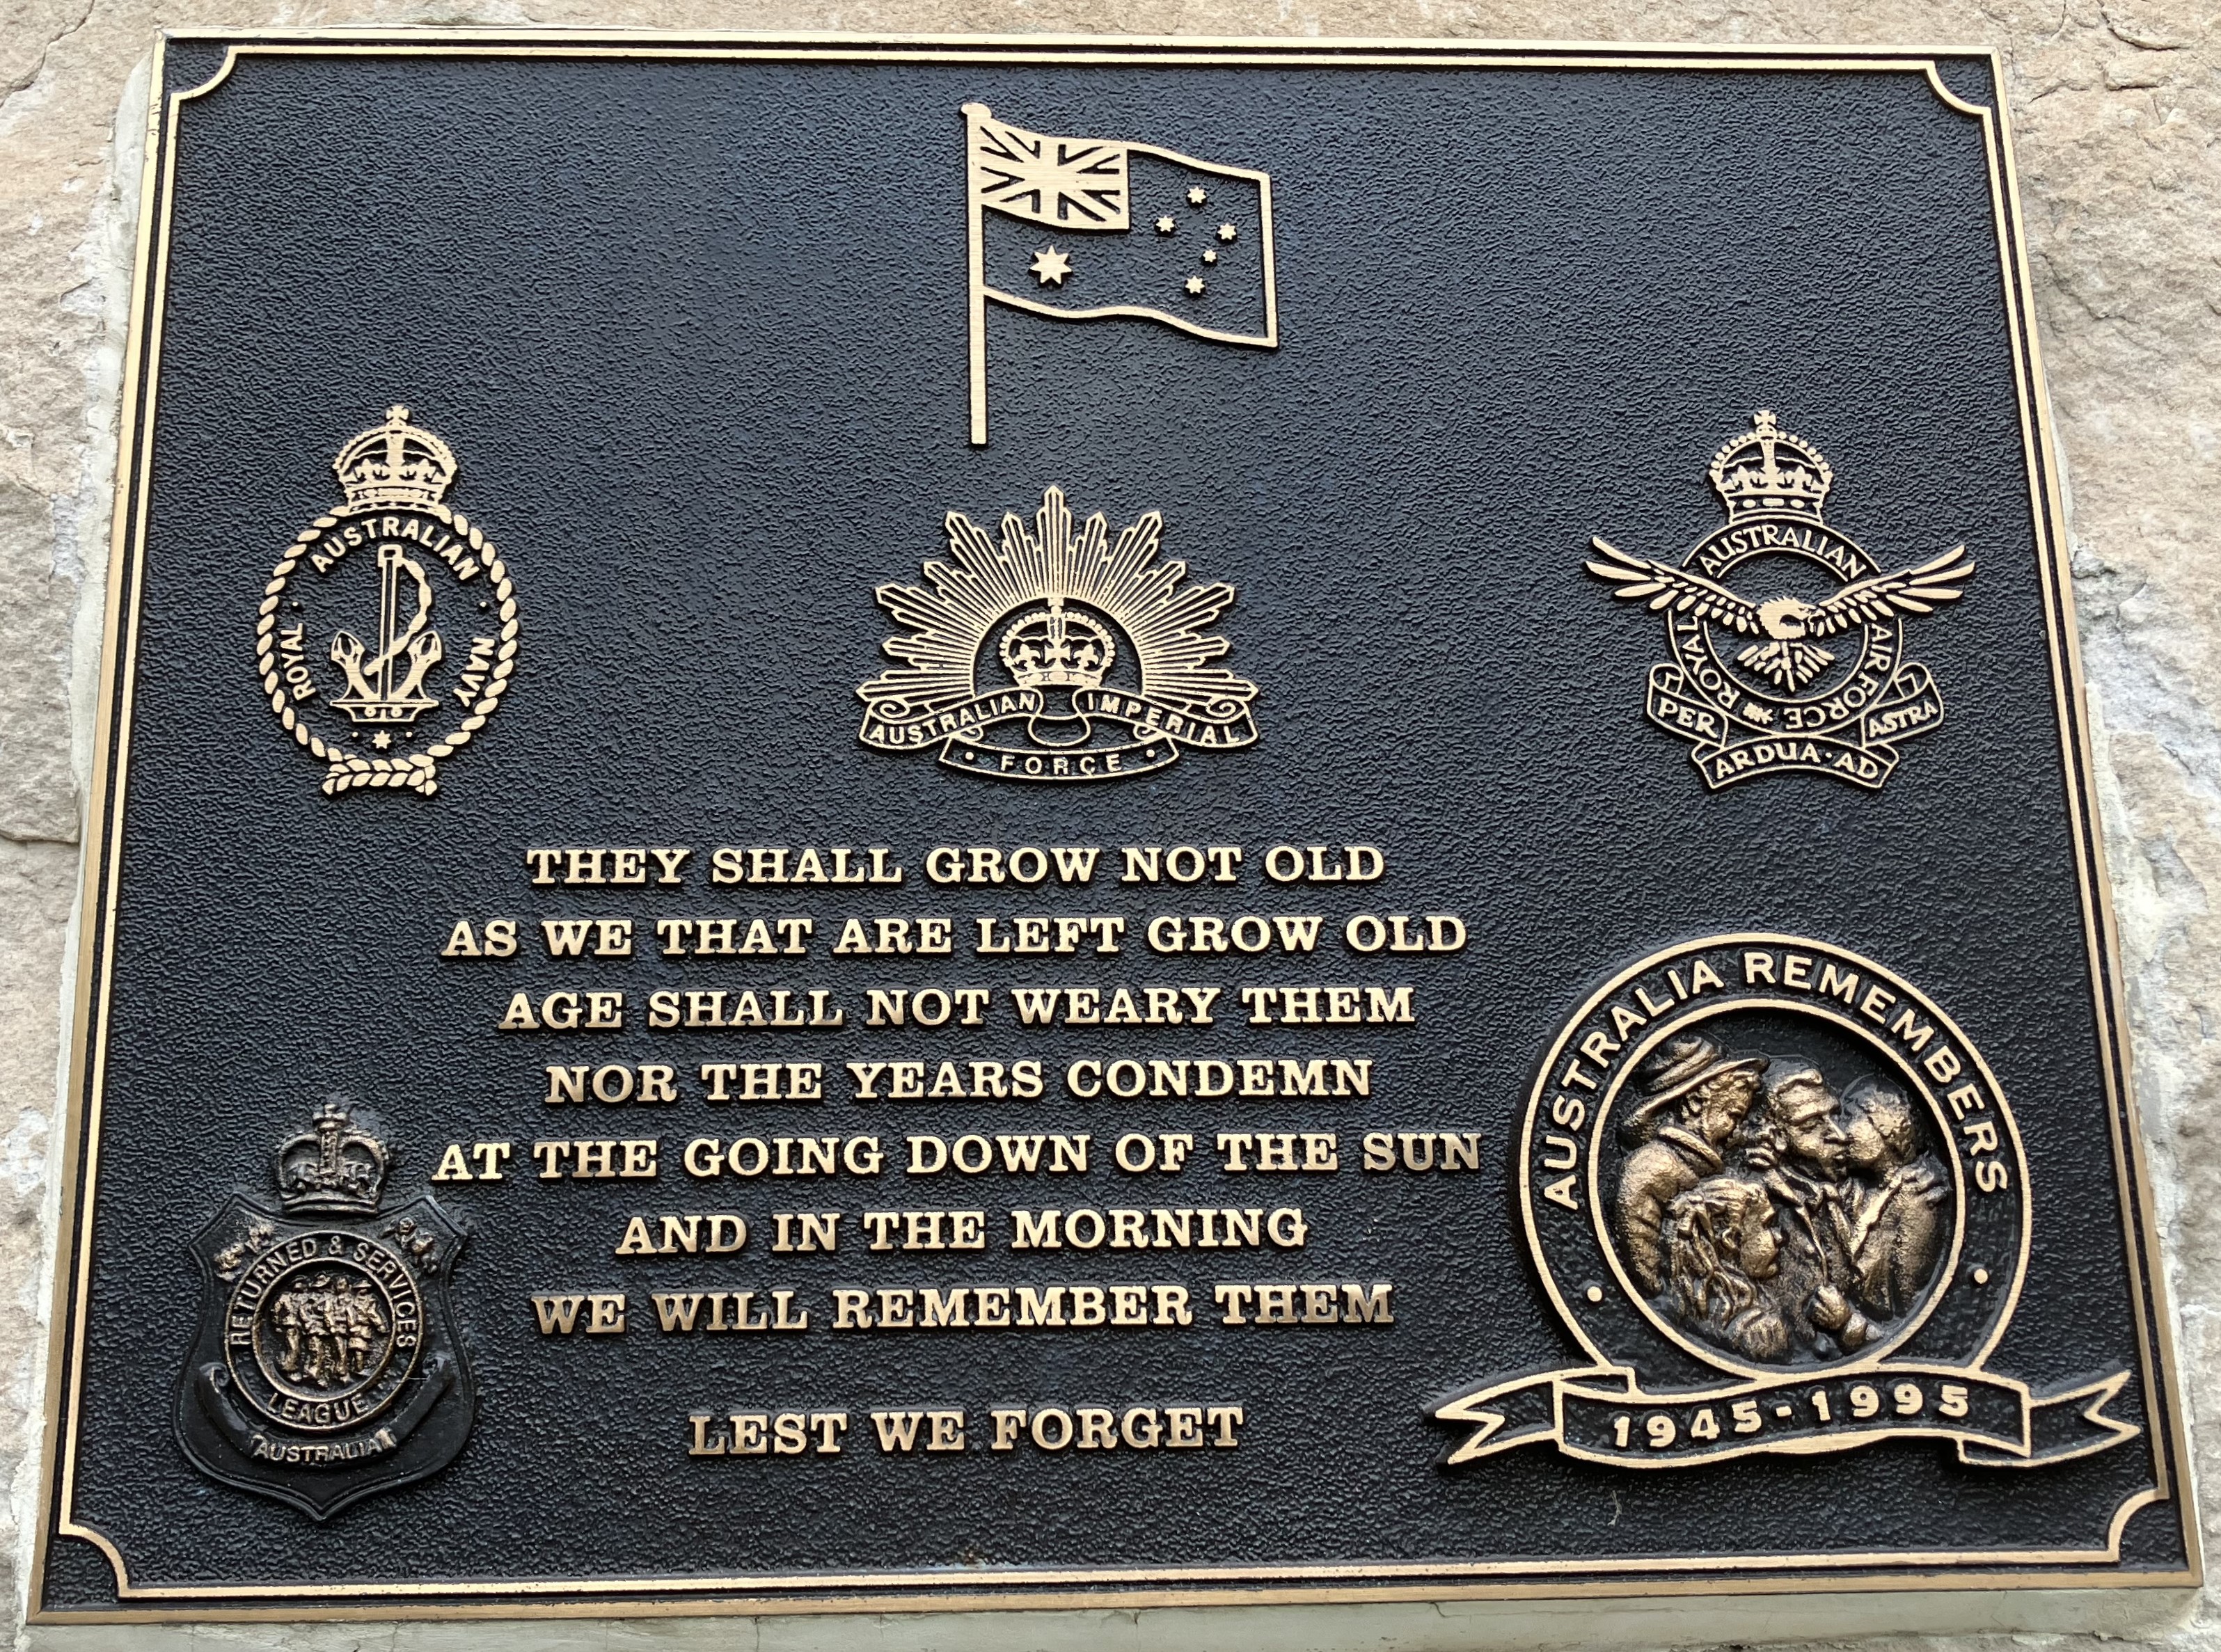 ROYAL · AUSTRALIAN · NAVY
AUSTRALIAN IMPERIAL
· FORCE ·
ROYAL AUSTRALIAN AIR FORCE
PER ARDUA · AD ASTRA
THEY SHALL GROW NOT OLD
AS WE THAT ARE LEFT GROW OLD
AGE SHALL NOT WEARY THEM
NOR THE YEARS CONDEMN
AT THE GOING DOWN OF THE SUN
AND IN THE MORNING
WE WILL REMEMBER THEM
LEST WE FORGET
RETURNED & SERVICES
LEAGUE
AUSTRALIA
· AUSTRALIA REMEMBERS ·
1945-1995